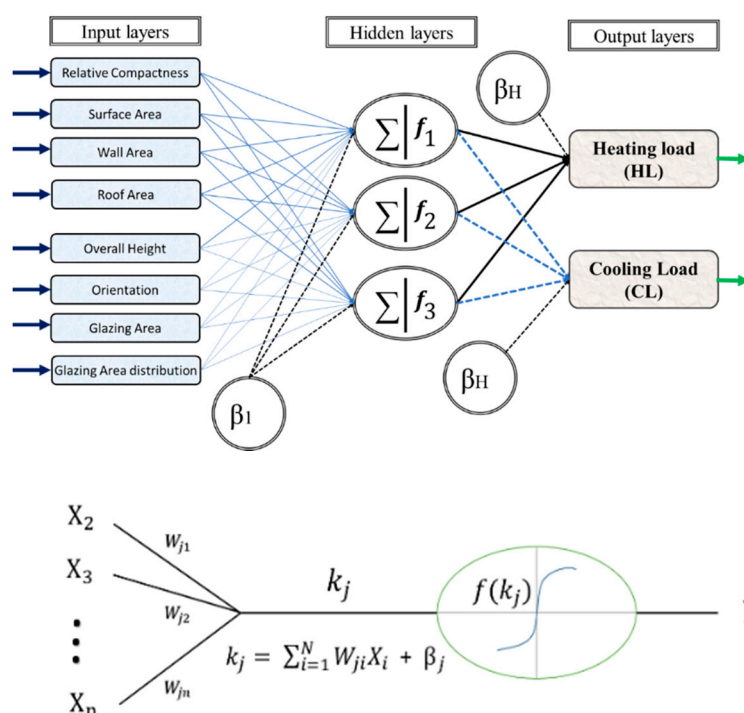 Input layers
Hidden layers
Output layers
Relative Compactness
Surface Area
Wall Area
Roof Area
Overall Height
Orientation
Glazing Area
Glazing Area distribution
β1
∑|f1
∑|f2
∑|f3
βH
βH
Heating load
(HL)
Cooling Load
(CL)
X2
X3
Xn
Wj1
Wj2
Wjn
kj
kj = ∑ᴺᵢ₌₁ WjiXi + βj
f(kj)